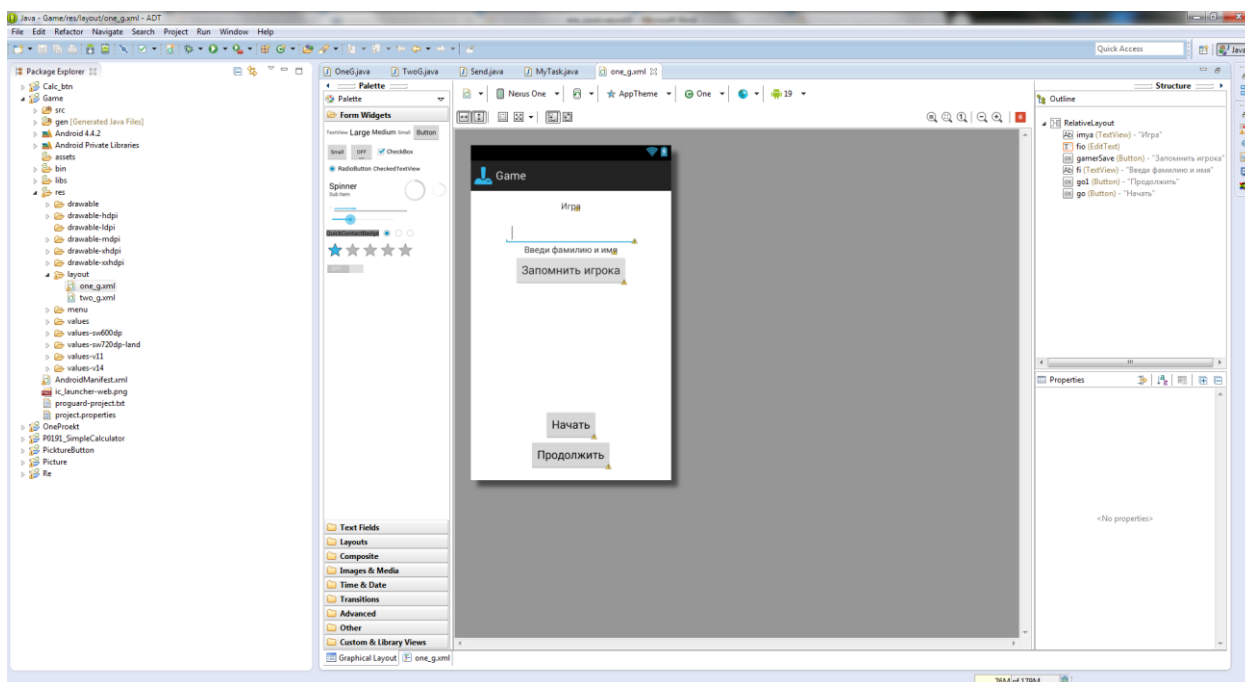 Java - Game/res/layout/one_g.xml - ADT
File Edit Refactor Navigate Search Project Run Window Help
Quick Access
Java
Package Explorer
Calc_btn
Game
src
gen [Generated Java Files]
Android 4.4.2
Android Private Libraries
assets
bin
libs
res
drawable
drawable-hdpi
drawable-ldpi
drawable-mdpi
drawable-xhdpi
drawable-xxhdpi
layout
one_g.xml
two_g.xml
menu
values
values-sw600dp
values-sw720dp-land
values-v11
values-v14
AndroidManifest.xml
ic_launcher-web.png
proguard-project.txt
project.properties
OneProekt
P0191_SimpleCalculator
PicktureButton
Picture
Re
OneG.java TwoG.java Send.java MyTask.java one_g.xml
Palette
Palette
Form Widgets
TextView Large Medium Small Button
Small OFF CheckBox
RadioButton CheckedTextView
Spinner
Sub Item
QuickContactBadge
OFF
Text Fields
Layouts
Composite
Images & Media
Time & Date
Transitions
Advanced
Other
Custom & Library Views
Graphical Layout one_g.xml
Nexus One AppTheme One 19
Game
Игра
Введи фамилию и имя
Запомнить игрока
Начать
Продолжить
Structure
Outline
RelativeLayout
imya (TextView) - "Игра"
fio (EditText)
gamerSave (Button) - "Запомнить игрока"
fi (TextView) - "Введи фамилию и имя"
go1 (Button) - "Продолжить"
go (Button) - "Начать"
Properties
<No properties>
76M of 179M